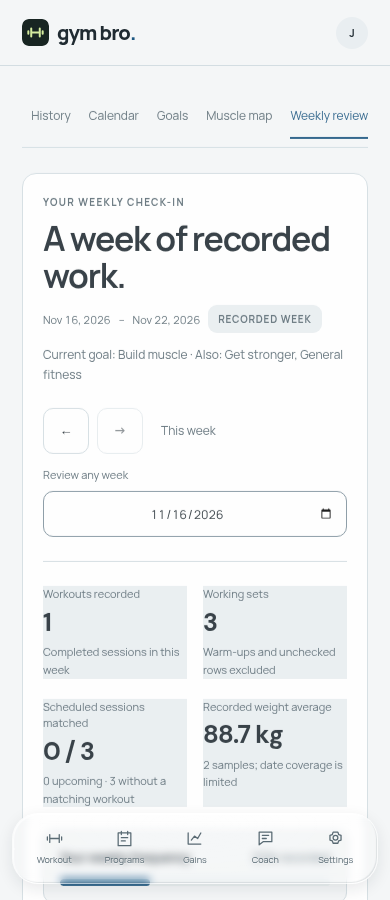 gym bro.
J
History Calendar Goals Muscle map Weekly review
YOUR WEEKLY CHECK-IN
A week of recorded
work.
Nov 16, 2026 – Nov 22, 2026 RECORDED WEEK
Current goal: Build muscle · Also: Get stronger, General
fitness
← → This week
Review any week
11/16/2026
Workouts recorded
1
Completed sessions in this
week
Working sets
3
Warm-ups and unchecked
rows excluded
Scheduled sessions
matched
0 / 3
0 upcoming · 3 without a
matching workout
Recorded weight average
88.7 kg
2 samples; date coverage is
limited
Workout Programs Gains Coach Settings